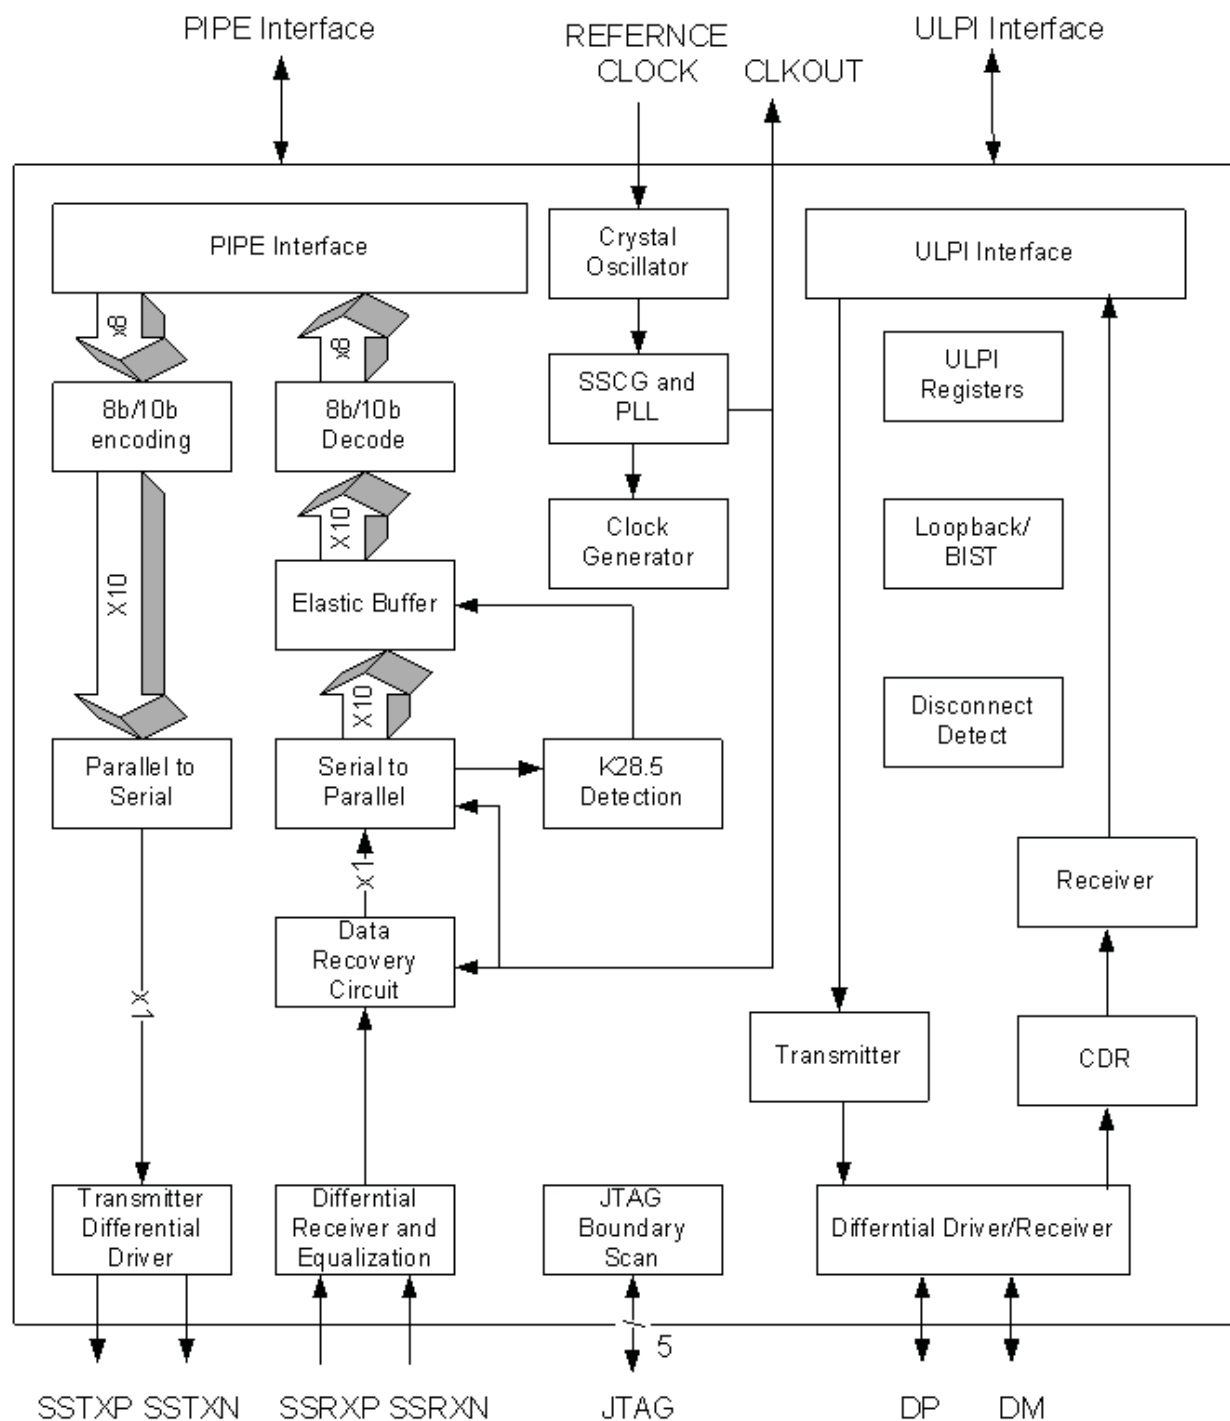 PIPE Interface
REFERNCE
CLOCK
CLKOUT
ULPI Interface
PIPE Interface
Crystal
Oscillator
ULPI Interface
x8
x8
8b/10b
encoding
8b/10b
Decode
SSCG and
PLL
ULPI
Registers
X10
X10
Clock
Generator
Loopback/
BIST
Elastic Buffer
X10
Parallel to
Serial
Serial to
Parallel
K28.5
Detection
Disconnect
Detect
X1
X1
Data
Recovery
Circuit
Receiver
Transmitter
CDR
Transmitter
Differential
Driver
Differntial
Receiver and
Equalization
JTAG
Boundary
Scan
Differntial Driver/Receiver
5
SSTXP SSTXN
SSRXP SSRXN
JTAG
DP
DM